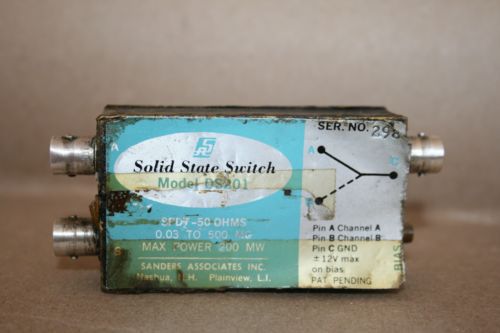 A
SA
Solid State Switch
Model DS201
SPDT-50 OHMS
0.03 TO 500 MC
MAX POWER 200 MW
SANDERS ASSOCIATES INC.
Nashua, N.H. Plainview, L.I.
B
SER. NO. 298
A
C
B
Pin A Channel A
Pin B Channel B
Pin C GND
± 12V max
on bias
PAT PENDING
BIAS